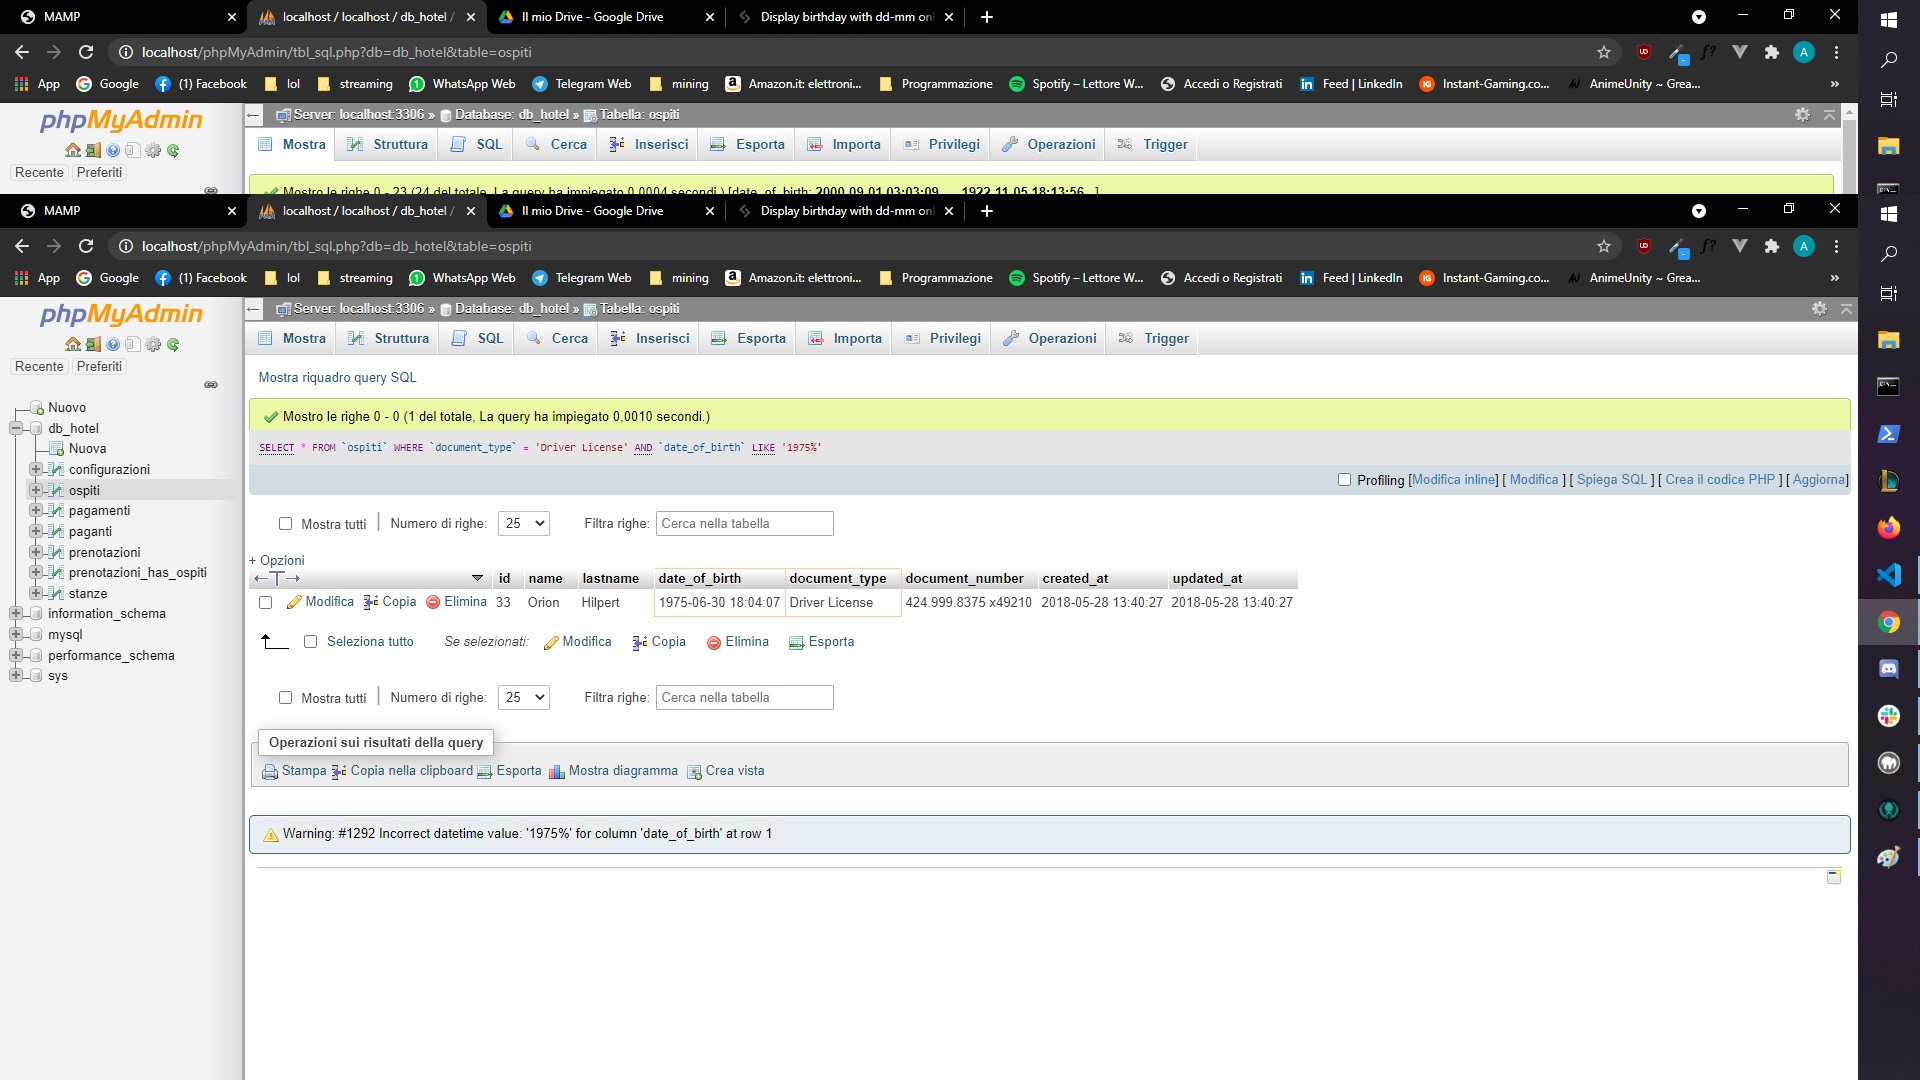 MAMP
localhost / localhost / db_hotel /
Il mio Drive - Google Drive
Display birthday with dd-mm onl
localhost/phpMyAdmin/tbl_sql.php?db=db_hotel&table=ospiti
App Google (1) Facebook lol streaming WhatsApp Web Telegram Web mining Amazon.it: elettroni... Programmazione Spotify – Lettore W... Accedi o Registrati Feed | LinkedIn Instant-Gaming.co... AnimeUnity ~ Grea... »
phpMyAdmin
Recente Preferiti
Server: localhost:3306 » Database: db_hotel » Tabella: ospiti
Mostra Struttura SQL Cerca Inserisci Esporta Importa Privilegi Operazioni Trigger
Mostro le righe 0 - 23 (24 del totale, La query ha impiegato 0,0004 secondi.) [date_of_birth: 2000-09-01 03:03:09... - 1922-11-05 18:13:56...]
MAMP
localhost / localhost / db_hotel /
Il mio Drive - Google Drive
Display birthday with dd-mm onl
localhost/phpMyAdmin/tbl_sql.php?db=db_hotel&table=ospiti
App Google (1) Facebook lol streaming WhatsApp Web Telegram Web mining Amazon.it: elettroni... Programmazione Spotify – Lettore W... Accedi o Registrati Feed | LinkedIn Instant-Gaming.co... AnimeUnity ~ Grea... »
phpMyAdmin
Recente Preferiti
Nuovo
db_hotel
Nuova
configurazioni
ospiti
pagamenti
paganti
prenotazioni
prenotazioni_has_ospiti
stanze
information_schema
mysql
performance_schema
sys
Server: localhost:3306 » Database: db_hotel » Tabella: ospiti
Mostra Struttura SQL Cerca Inserisci Esporta Importa Privilegi Operazioni Trigger
Mostra riquadro query SQL
Mostro le righe 0 - 0 (1 del totale, La query ha impiegato 0,0010 secondi.)
SELECT * FROM `ospiti` WHERE `document_type` = 'Driver License' AND `date_of_birth` LIKE '1975%'
Profiling [Modifica inline] [ Modifica ] [ Spiega SQL ] [ Crea il codice PHP ] [ Aggiorna]
Mostra tutti | Numero di righe: 25 Filtra righe: Cerca nella tabella
+ Opzioni
id name lastname date_of_birth document_type document_number created_at updated_at
Modifica Copia Elimina 33 Orion Hilpert 1975-06-30 18:04:07 Driver License 424.999.8375 x49210 2018-05-28 13:40:27 2018-05-28 13:40:27
Seleziona tutto Se selezionati: Modifica Copia Elimina Esporta
Mostra tutti | Numero di righe: 25 Filtra righe: Cerca nella tabella
Operazioni sui risultati della query
Stampa Copia nella clipboard Esporta Mostra diagramma Crea vista
Warning: #1292 Incorrect datetime value: '1975%' for column 'date_of_birth' at row 1